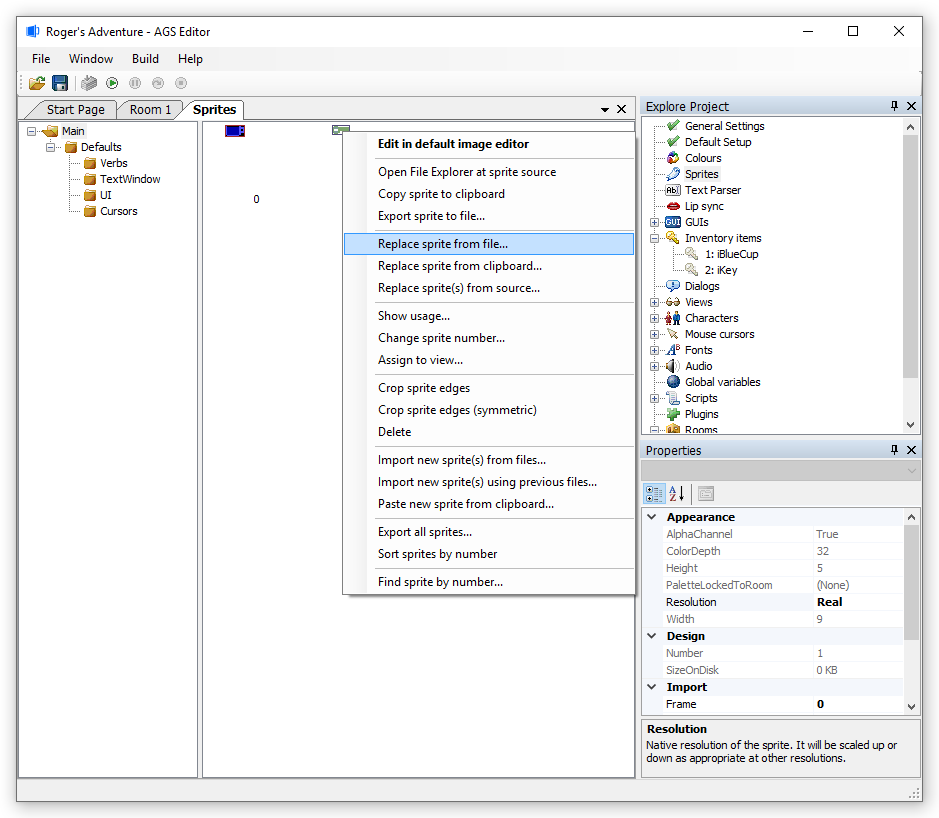 Roger's Adventure - AGS Editor
File Window Build Help
Start Page Room 1 Sprites
Main
Defaults
Verbs
TextWindow
UI
Cursors
0
Edit in default image editor
Open File Explorer at sprite source
Copy sprite to clipboard
Export sprite to file...
Replace sprite from file...
Replace sprite from clipboard...
Replace sprite(s) from source...
Show usage...
Change sprite number...
Assign to view...
Crop sprite edges
Crop sprite edges (symmetric)
Delete
Import new sprite(s) from files...
Import new sprite(s) using previous files...
Paste new sprite from clipboard...
Export all sprites...
Sort sprites by number
Find sprite by number...
Explore Project
General Settings
Default Setup
Colours
Sprites
Text Parser
Lip sync
GUIs
Inventory items
1: iBlueCup
2: iKey
Dialogs
Views
Characters
Mouse cursors
Fonts
Audio
Global variables
Scripts
Plugins
Rooms
Properties
Appearance
AlphaChannel True
ColorDepth 32
Height 5
PaletteLockedToRoom (None)
Resolution Real
Width 9
Design
Number 1
SizeOnDisk 0 KB
Import
Frame 0
Resolution
Native resolution of the sprite. It will be scaled up or
down as appropriate at other resolutions.